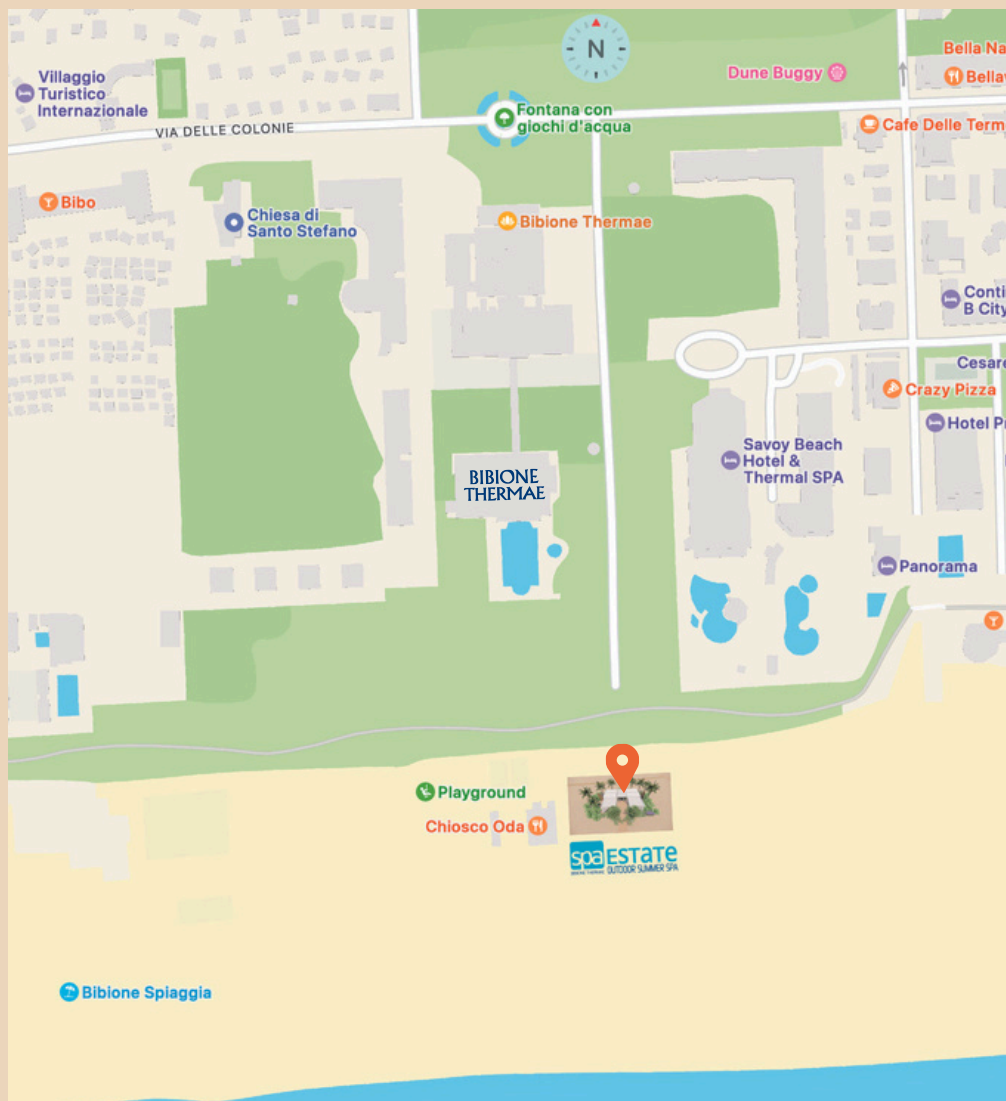 N
Bella Na
Dune Buggy
Bellav
Villaggio
Turistico
Internazionale
Fontana con
giochi d'acqua
VIA DELLE COLONIE
Cafe Delle Term
Bibo
Chiesa di
Santo Stefano
Bibione Thermae
Conti
B City
Cesare
Crazy Pizza
Hotel P
Savoy Beach
Hotel &
Thermal SPA
BIBIONE
THERMAE
Panorama
Playground
Chiosco Oda
spa ESTATE
BIBIONE THERMAE OUTDOOR SUMMER SPA
Bibione Spiaggia